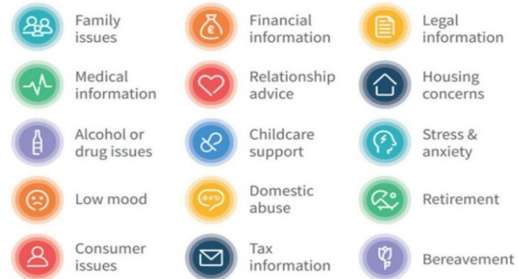 Family
issues
Financial
information
Legal
information
Medical
information
Relationship
advice
Housing
concerns
Alcohol or
drug issues
Childcare
support
Stress &
anxiety
Low mood
Domestic
abuse
Retirement
Consumer
issues
Tax
information
Bereavement